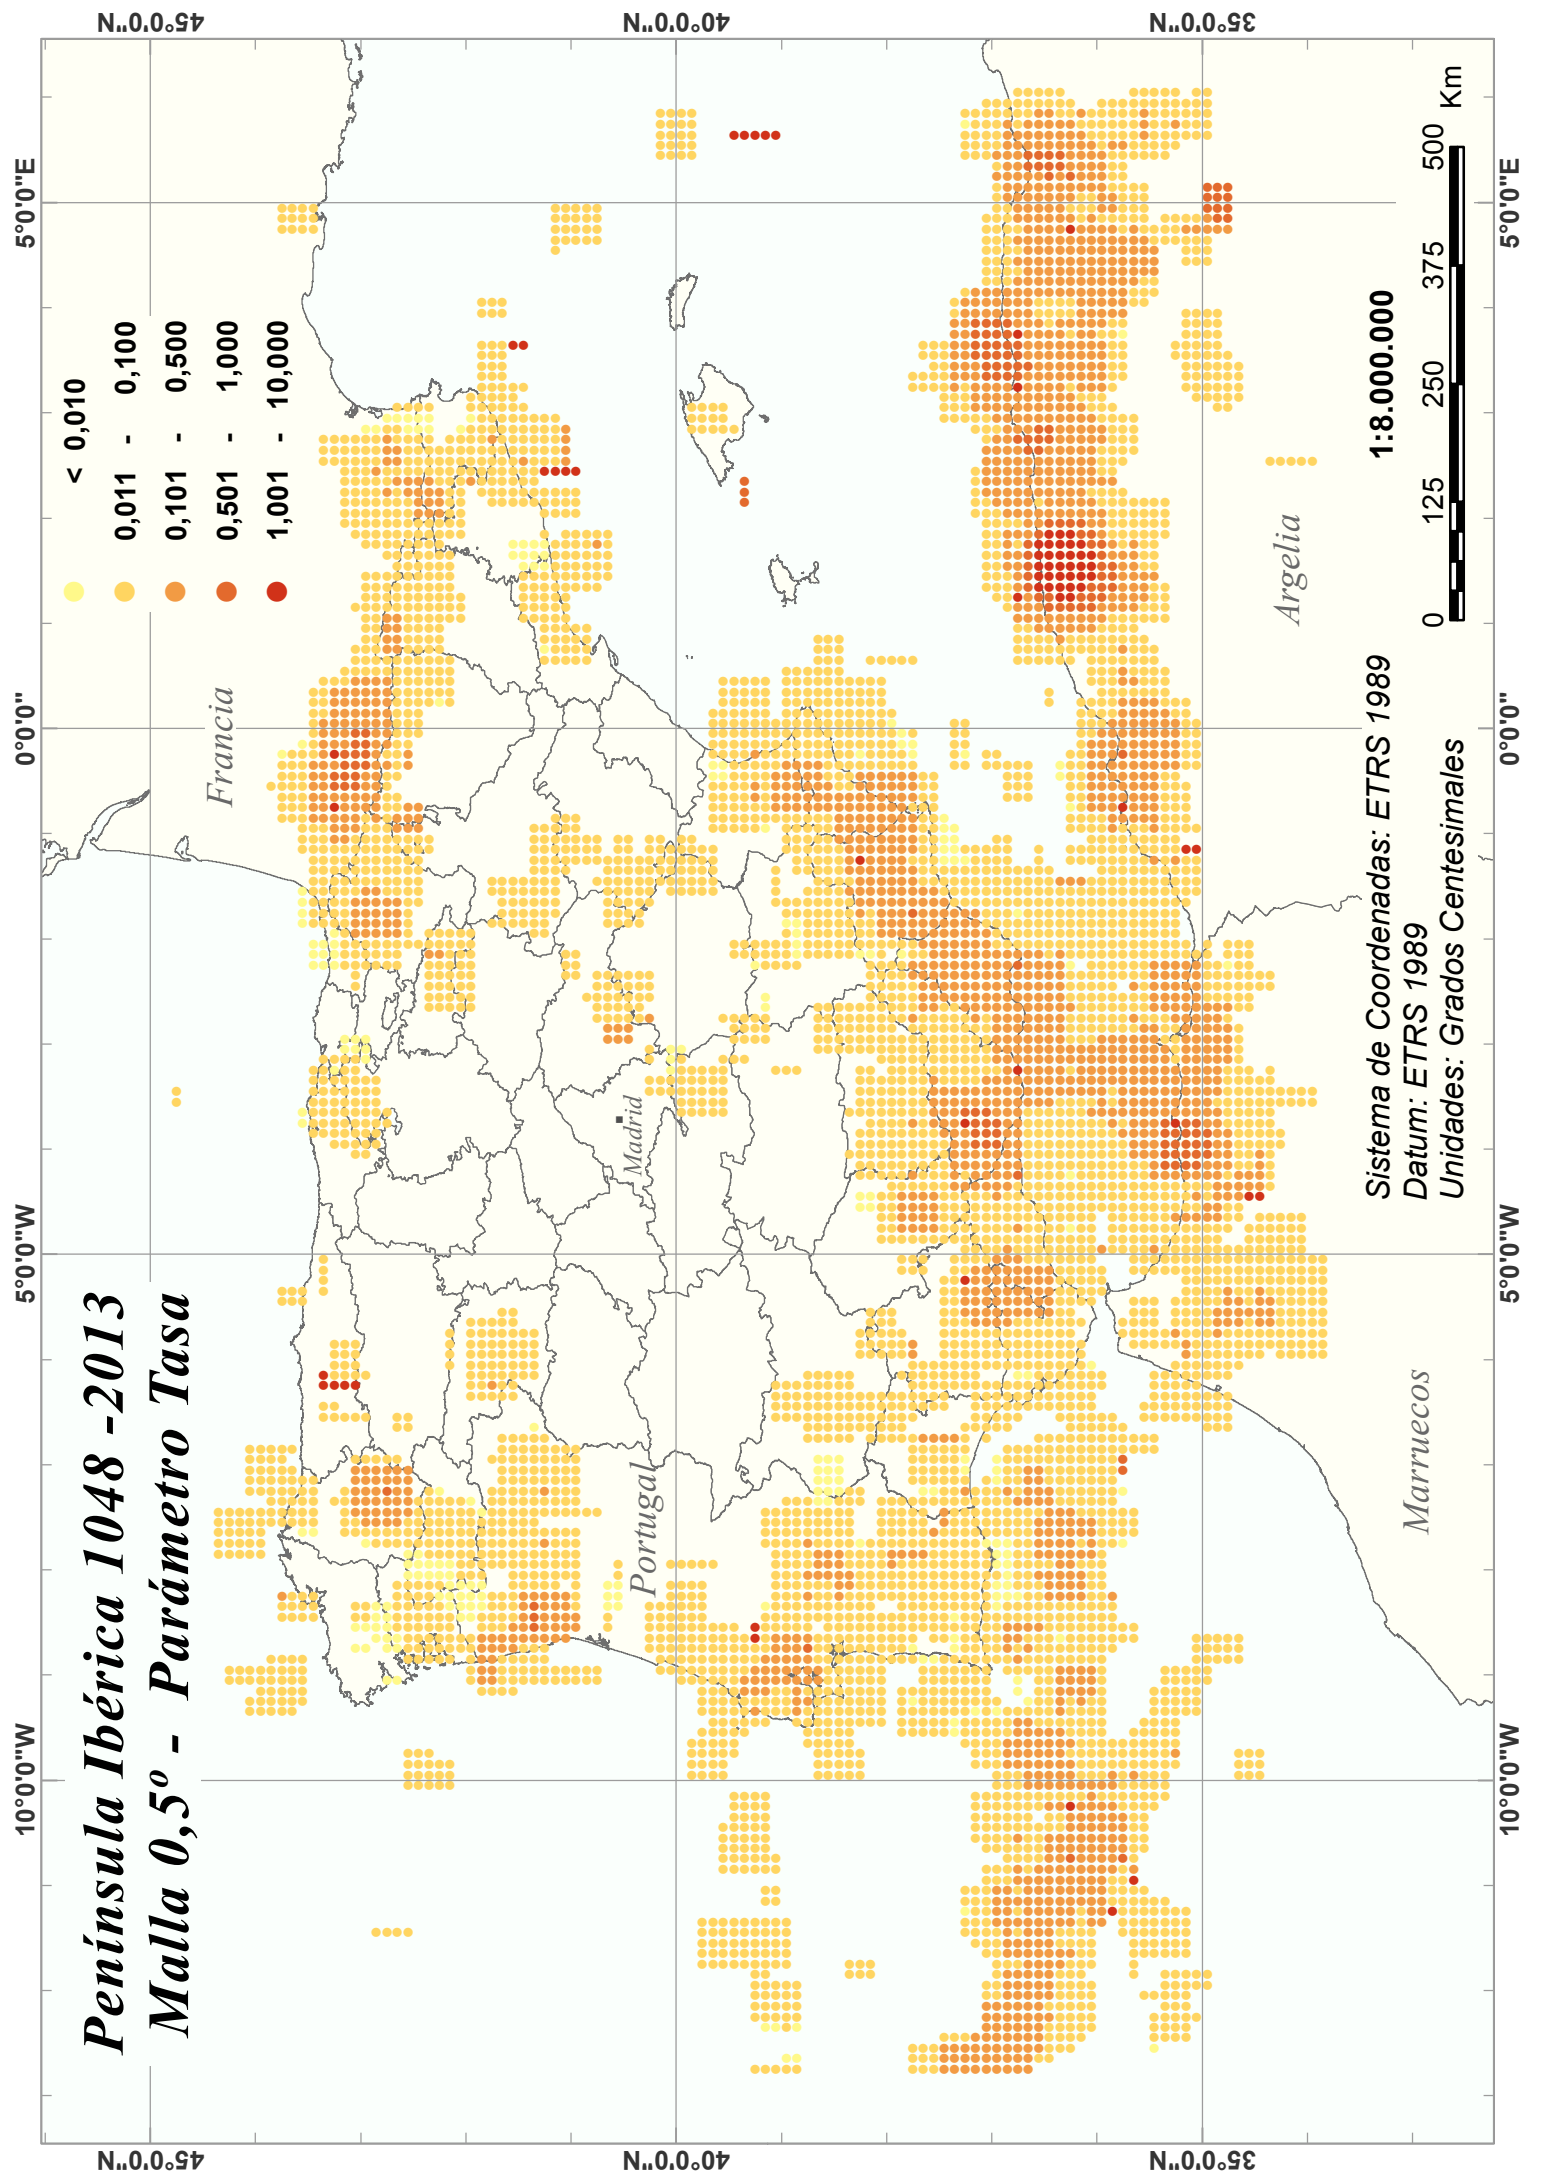 Península Ibérica 1048 -2013
Malla 0,5º - Parámetro Tasa
< 0,010
0,011 - 0,100
0,101 - 0,500
0,501 - 1,000
1,001 - 10,000
10°0'0"W
5°0'0"W
0°0'0"
5°0'0"E
45°0'0"N
40°0'0"N
35°0'0"N
45°0'0"N
40°0'0"N
35°0'0"N
Francia
Madrid
Portugal
Argelia
Marruecos
1:8.000.000
0 125 250 375 500 Km
Sistema de Coordenadas: ETRS 1989
Datum: ETRS 1989
Unidades: Grados Centesimales
10°0'0"W
5°0'0"W
0°0'0"
5°0'0"E